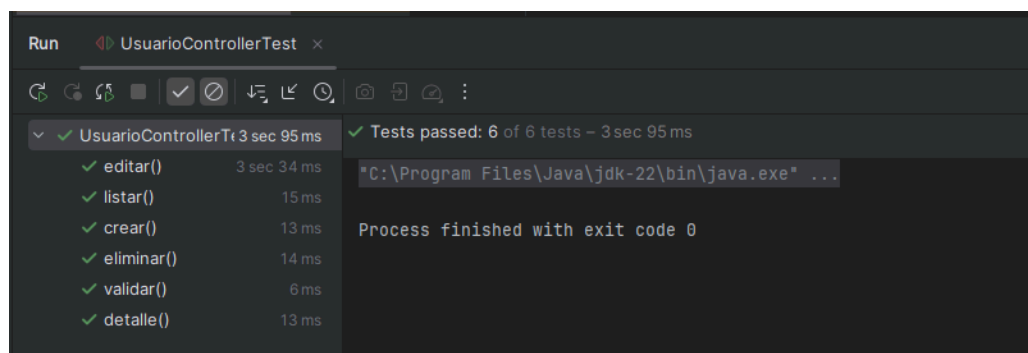 Run UsuarioControllerTest ×
UsuarioControllerTe 3 sec 95 ms
editar() 3 sec 34 ms
listar() 15 ms
crear() 13 ms
eliminar() 14 ms
validar() 6 ms
detalle() 13 ms
Tests passed: 6 of 6 tests – 3 sec 95 ms
"C:\Program Files\Java\jdk-22\bin\java.exe" ...
Process finished with exit code 0